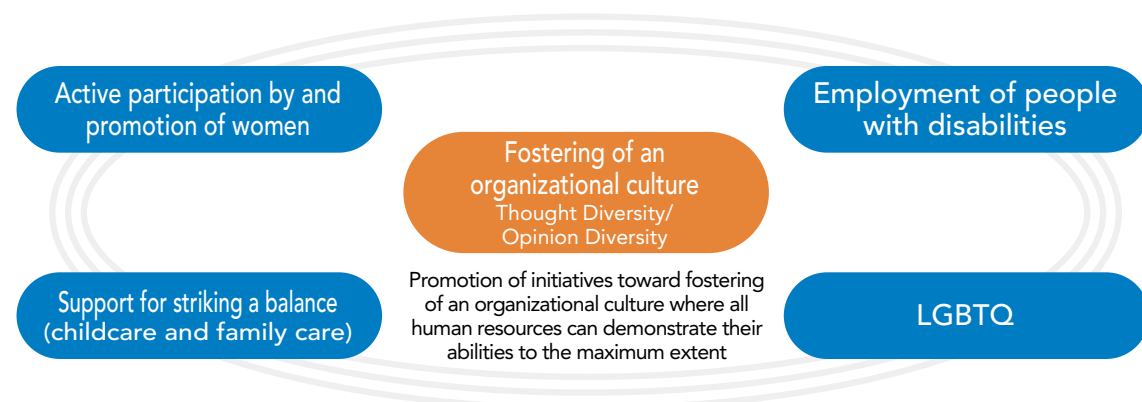 Active participation by and
promotion of women
Employment of people
with disabilities
Fostering of an
organizational culture
Thought Diversity/
Opinion Diversity
Support for striking a balance
(childcare and family care)
Promotion of initiatives toward fostering
of an organizational culture where all
human resources can demonstrate their
abilities to the maximum extent
LGBTQ